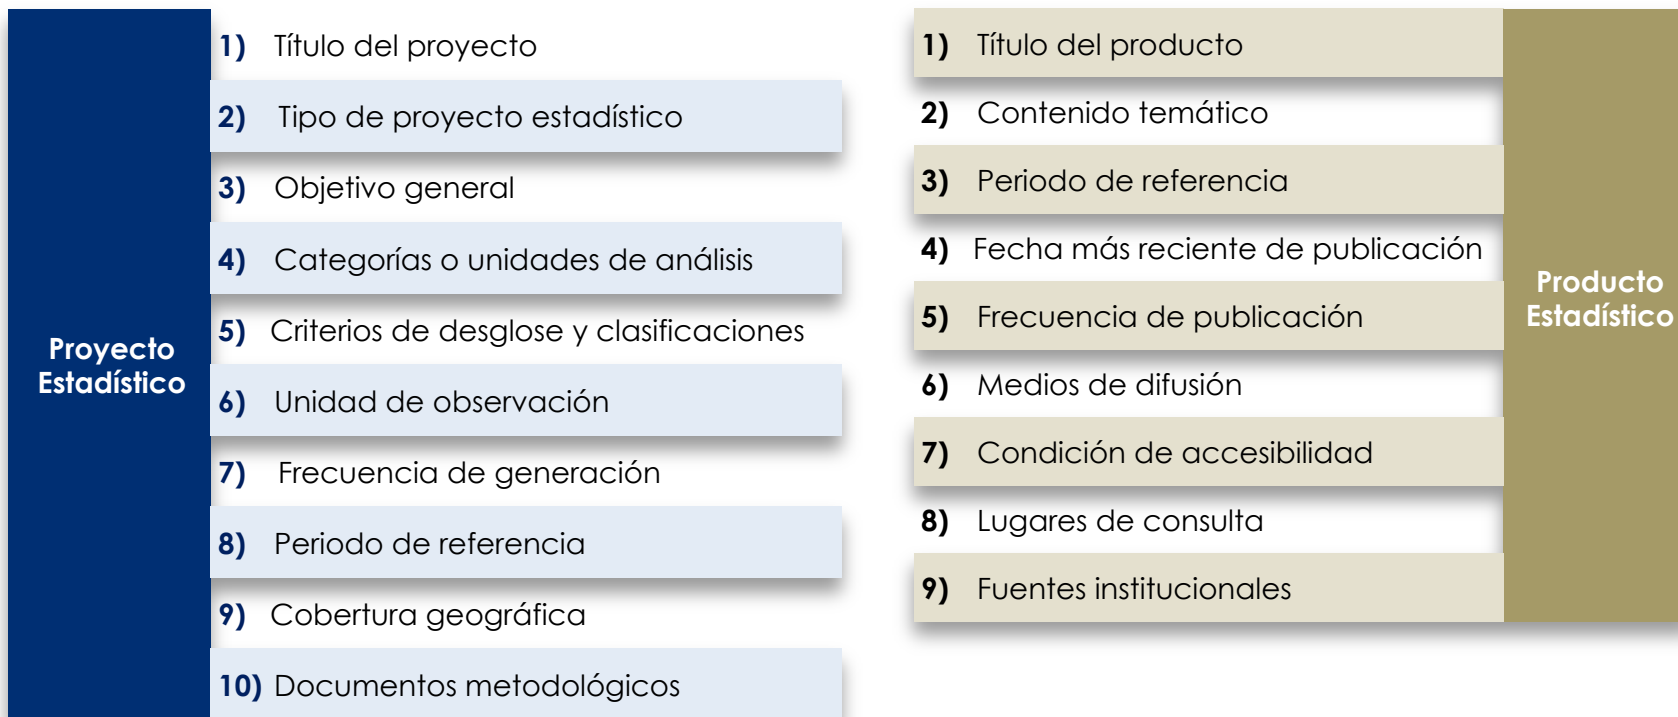 Proyecto
Estadístico
1) Título del proyecto
2) Tipo de proyecto estadístico
3) Objetivo general
4) Categorías o unidades de análisis
5) Criterios de desglose y clasificaciones
6) Unidad de observación
7) Frecuencia de generación
8) Periodo de referencia
9) Cobertura geográfica
10) Documentos metodológicos
1) Título del producto
2) Contenido temático
3) Periodo de referencia
4) Fecha más reciente de publicación
5) Frecuencia de publicación
6) Medios de difusión
7) Condición de accesibilidad
8) Lugares de consulta
9) Fuentes institucionales
Producto
Estadístico